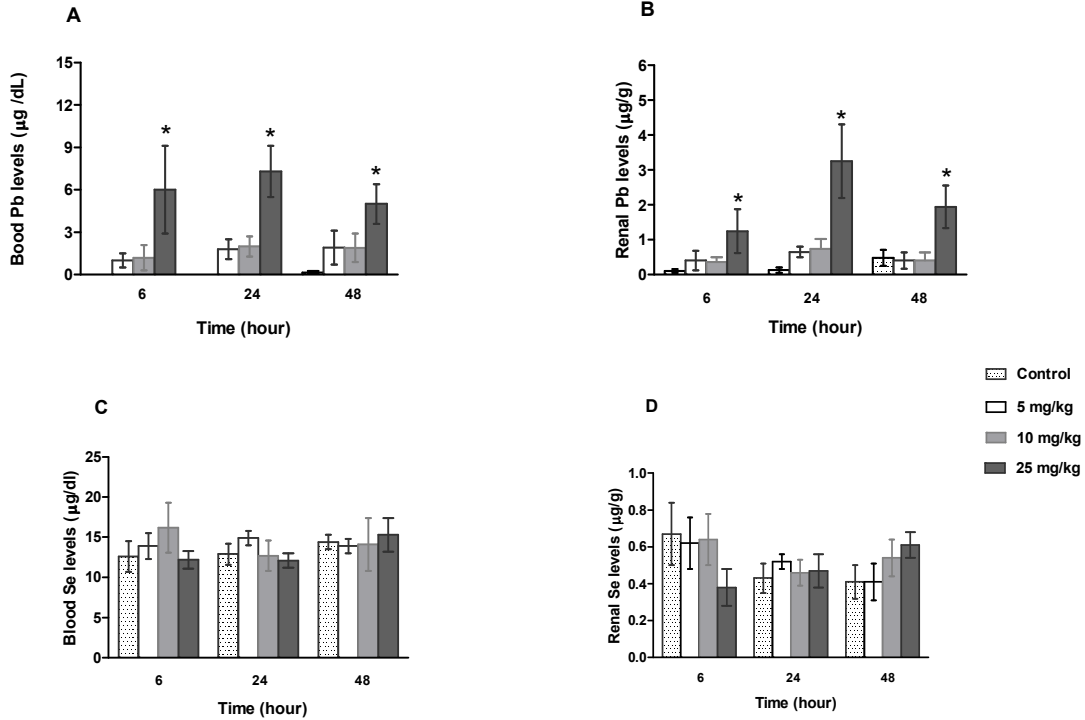 A
Bood Pb levels (µg /dL)
15
12
9
6
3
0
* * *
6 24 48
Time (hour)
B
Renal Pb levels (µg/g)
6
5
4
3
2
1
0
* * *
6 24 48
Time (hour)
C
Blood Se levels (µg/dl)
25
20
15
10
5
0
6 24 48
Time (hour)
D
Renal Se levels (µg/g)
1.0
0.8
0.6
0.4
0.2
0.0
6 24 48
Time (hour)
Control
5 mg/kg
10 mg/kg
25 mg/kg